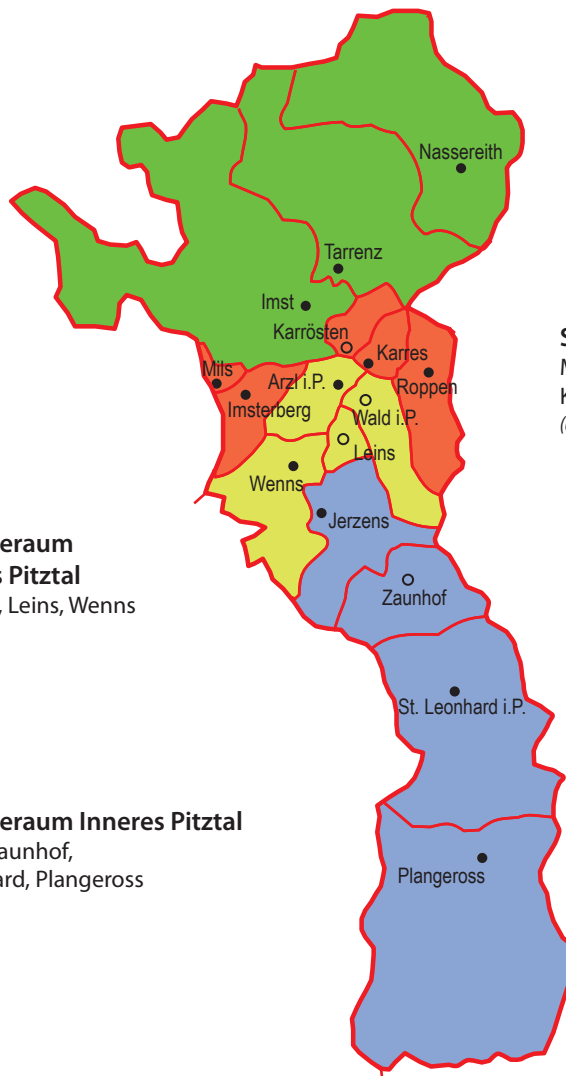 Nassereith
Tarrenz
Imst
Karrösten
Karres
Mils
Arzl i.P.
Roppen
Imsterberg
Wald i.P.
Leins
Wenns
Jerzens
Zaunhof
St. Leonhard i.P.
Plangeross
eraum
s Pitztal
, Leins, Wenns
eraum Inneres Pitztal
aunhof,
ard, Plangeross
S
M
K
(